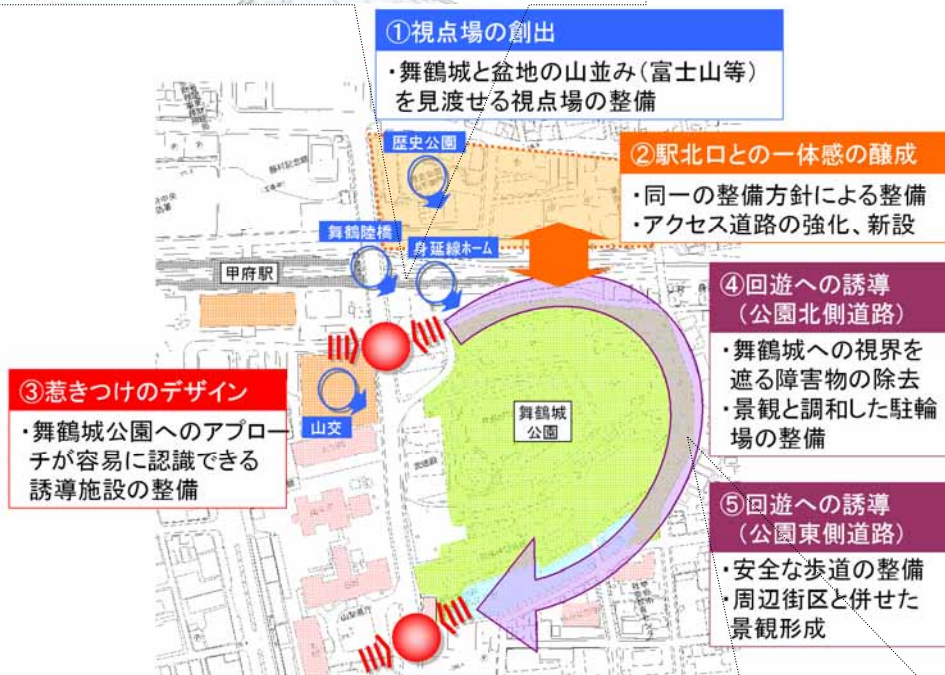 ①視点場の創出
・舞鶴城と盆地の山並み(富士山等)
を見渡せる視点場の整備
歴史公園
②駅北口との一体感の醸成
・同一の整備方針による整備
・アクセス道路の強化、新設
舞鶴陸橋
身延線ホーム
甲府駅
④回遊への誘導
(公園北側道路)
・舞鶴城への視界を
遮る障害物の除去
・景観と調和した駐輪
場の整備
③惹きつけのデザイン
・舞鶴城公園へのアプロー
チが容易に認識できる
誘導施設の整備
山交
舞鶴城
公園
⑤回遊への誘導
(公園東側道路)
・安全な歩道の整備
・周辺街区と併せた
景観形成